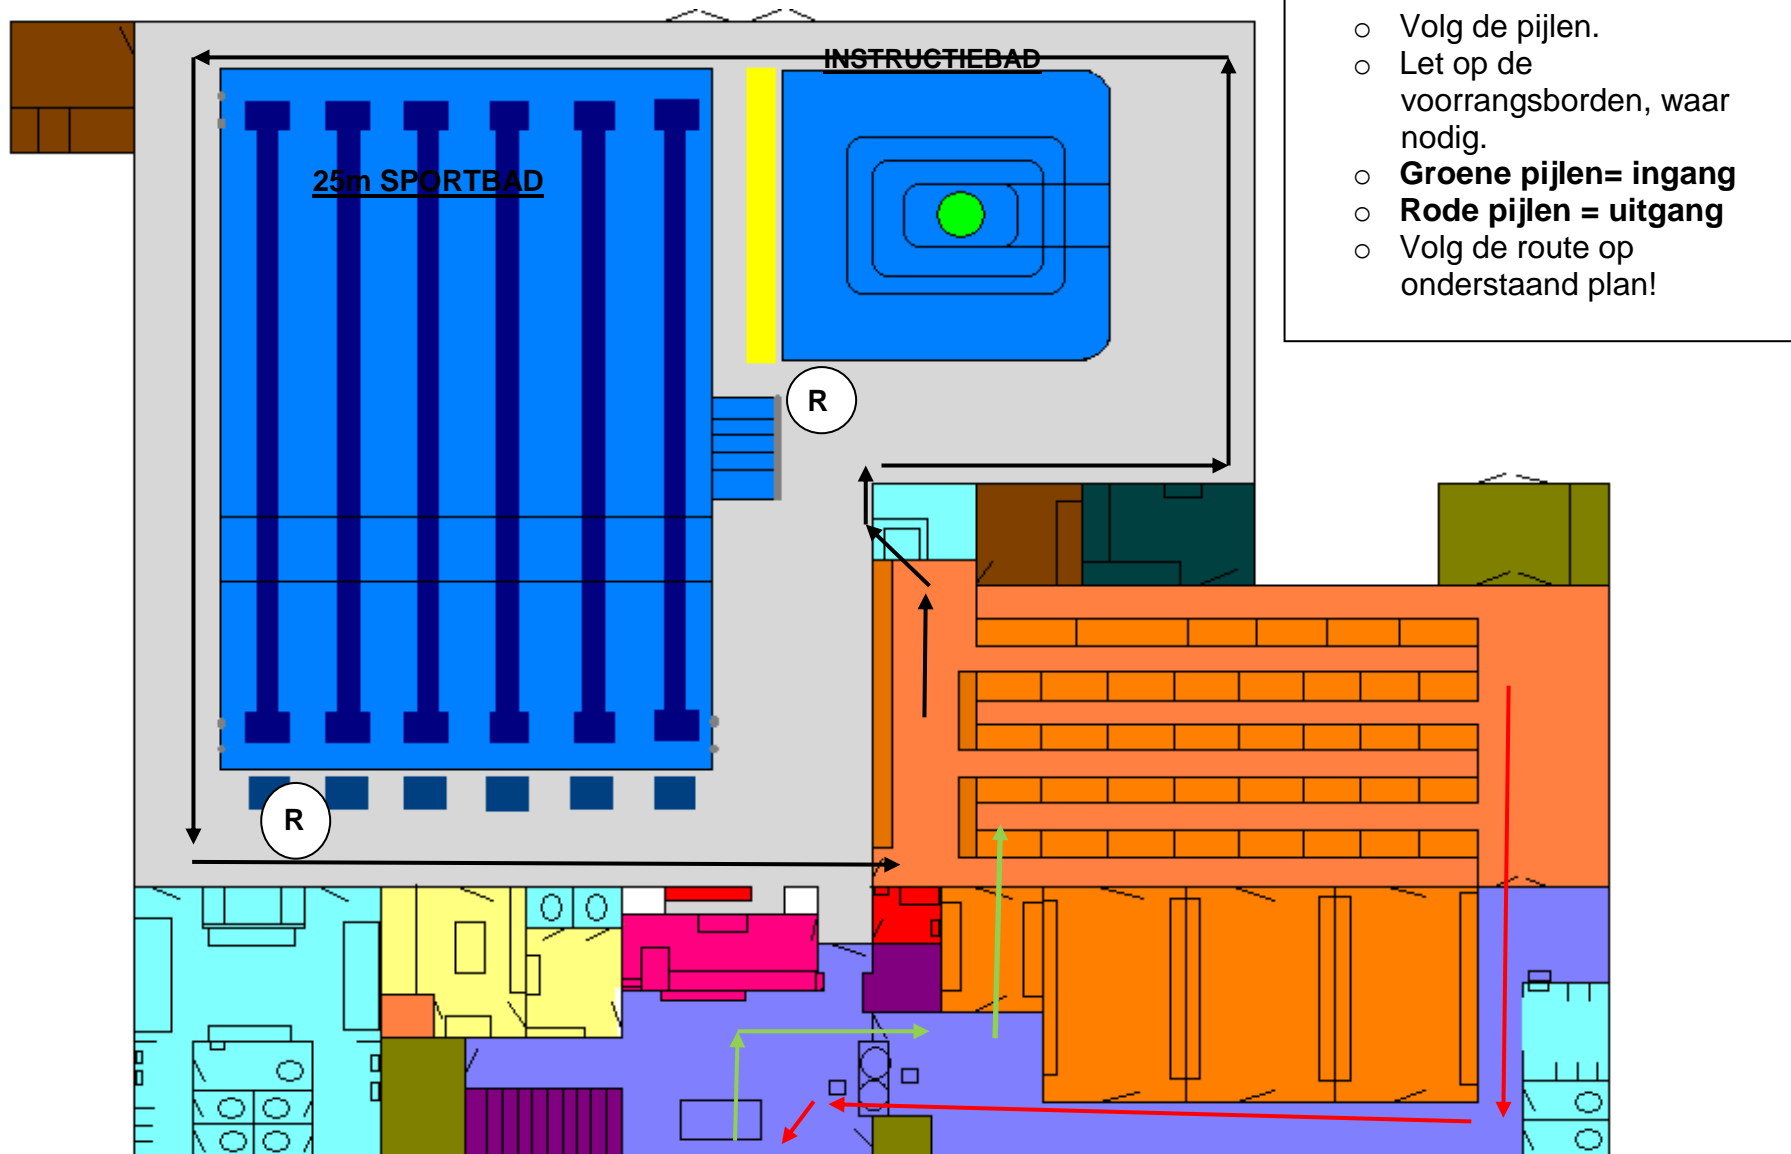 ○ Volg de pijlen.
○ Let op de
voorrangsborden, waar
nodig.
○ Groene pijlen= ingang
○ Rode pijlen = uitgang
○ Volg de route op
onderstaand plan!
INSTRUCTIEBAD
25m SPORTBAD
R
R